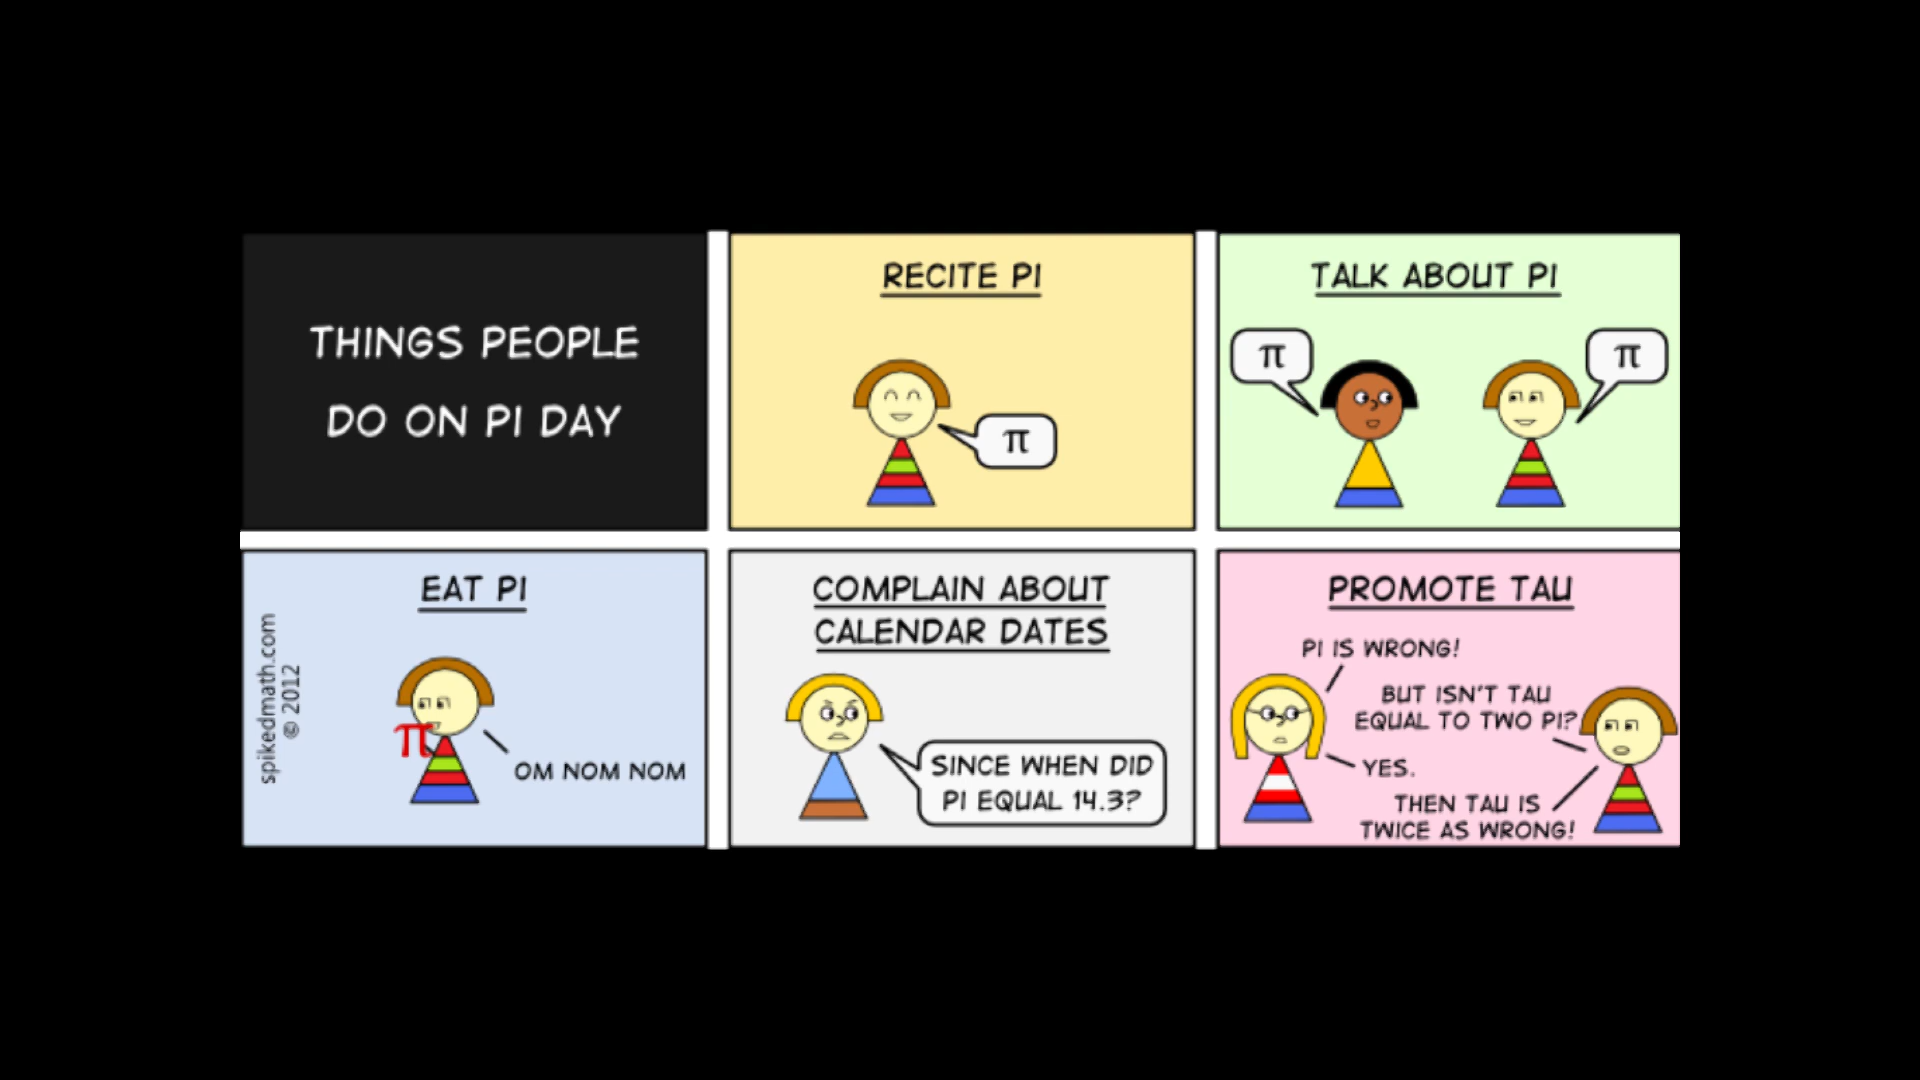 THINGS PEOPLE
DO ON PI DAY
RECITE PI
π
TALK ABOUT PI
π
π
EAT PI
OM NOM NOM
spikedmath.com
© 2012
COMPLAIN ABOUT
CALENDAR DATES
SINCE WHEN DID
PI EQUAL 14.3?
PROMOTE TAU
PI IS WRONG!
BUT ISN'T TAU
EQUAL TO TWO PI?
YES.
THEN TAU IS
TWICE AS WRONG!